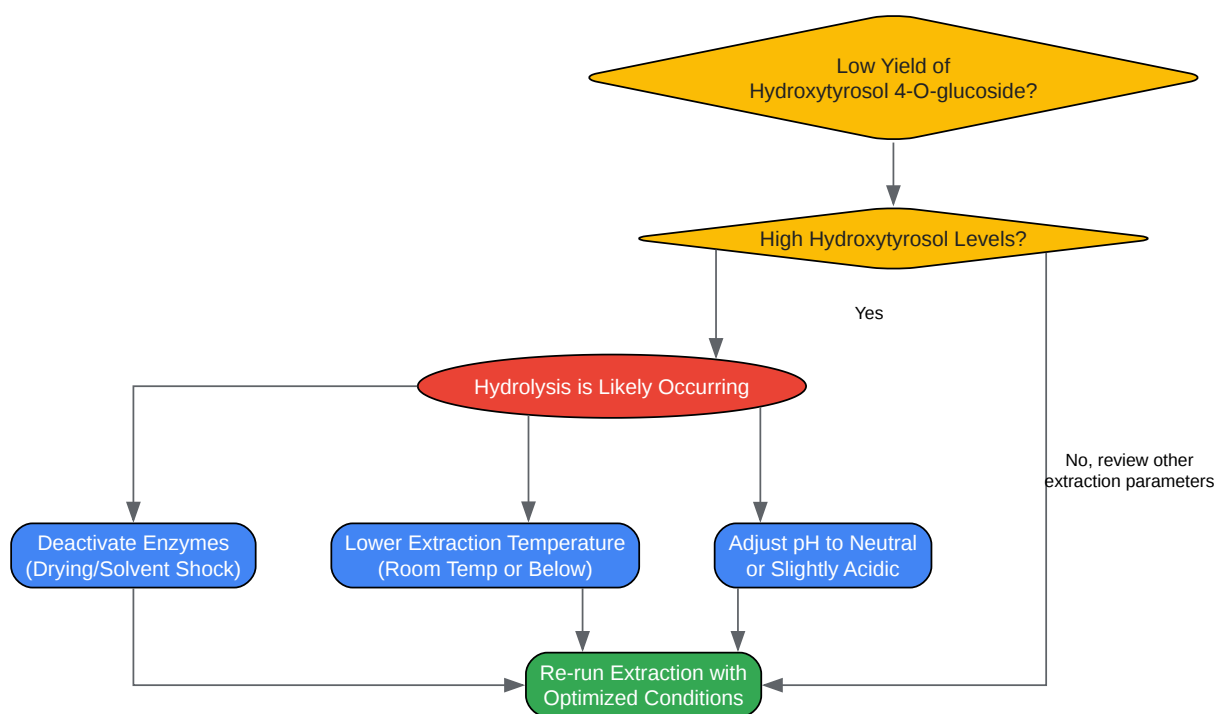 Low Yield of
Hydroxytyrosol 4-O-glucoside?
High Hydroxytyrosol Levels?
Yes
Hydrolysis is Likely Occurring
No, review other
extraction parameters
Deactivate Enzymes
(Drying/Solvent Shock)
Lower Extraction Temperature
(Room Temp or Below)
Adjust pH to Neutral
or Slightly Acidic
Re-run Extraction with
Optimized Conditions